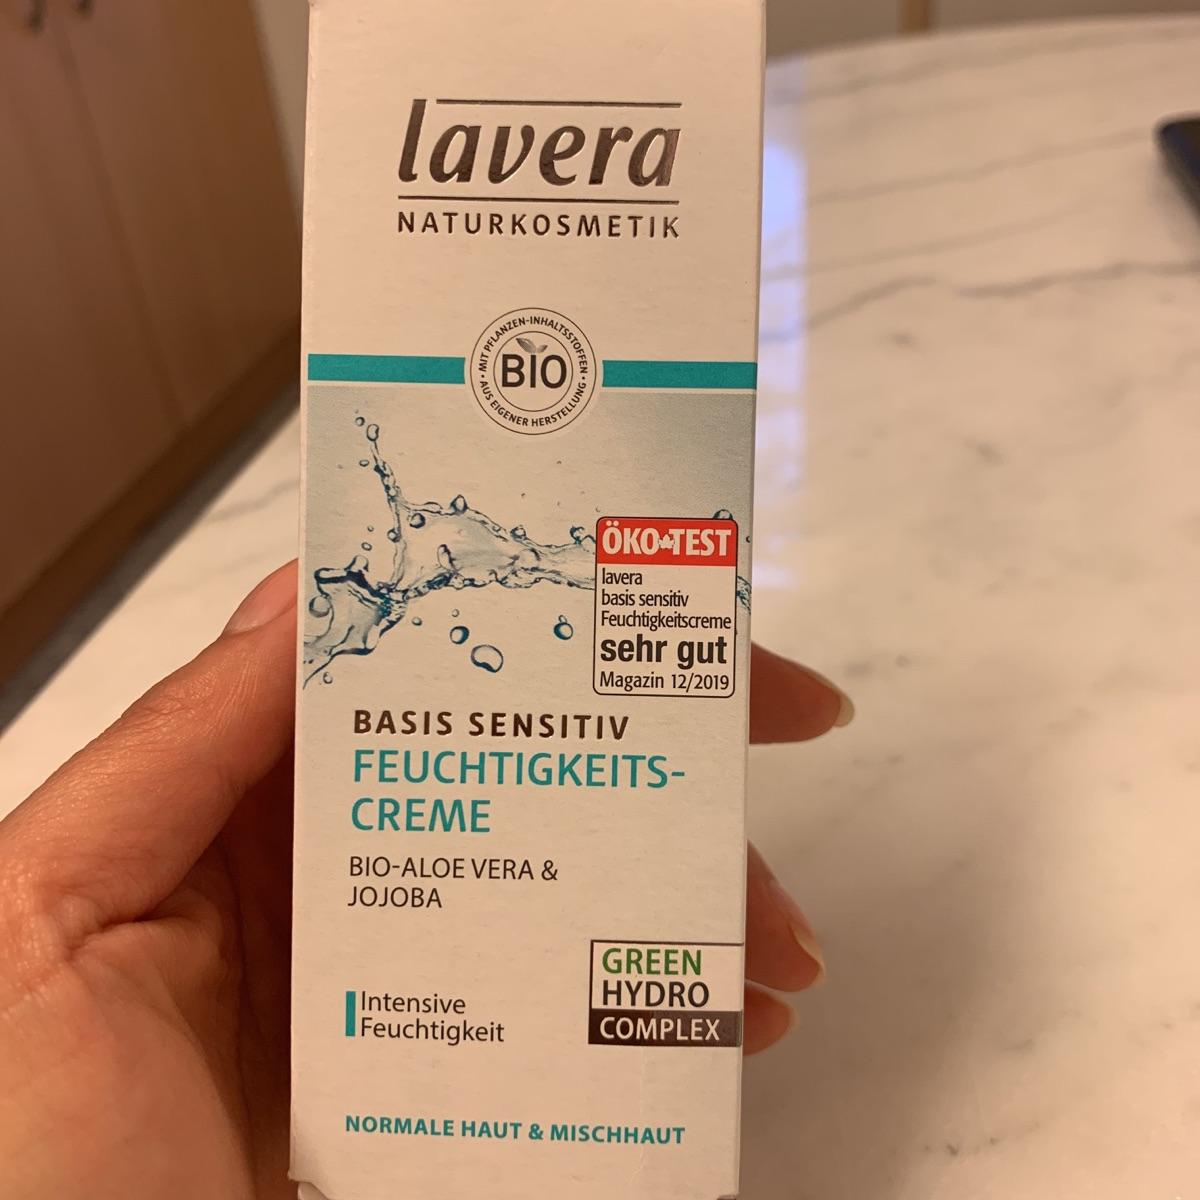 lavera
NATURKOSMETIK
• MIT PFLANZEN-INHALTSSTOFFEN •
AUS EIGENER HERSTELLUNG
BIO
ÖKO TEST
lavera
basis sensitiv
Feuchtigkeitscreme
sehr gut
Magazin 12/2019
BASIS SENSITIV
FEUCHTIGKEITS-
CREME
BIO-ALOE VERA &
JOJOBA
Intensive
Feuchtigkeit
GREEN
HYDRO
COMPLEX
NORMALE HAUT & MISCHHAUT